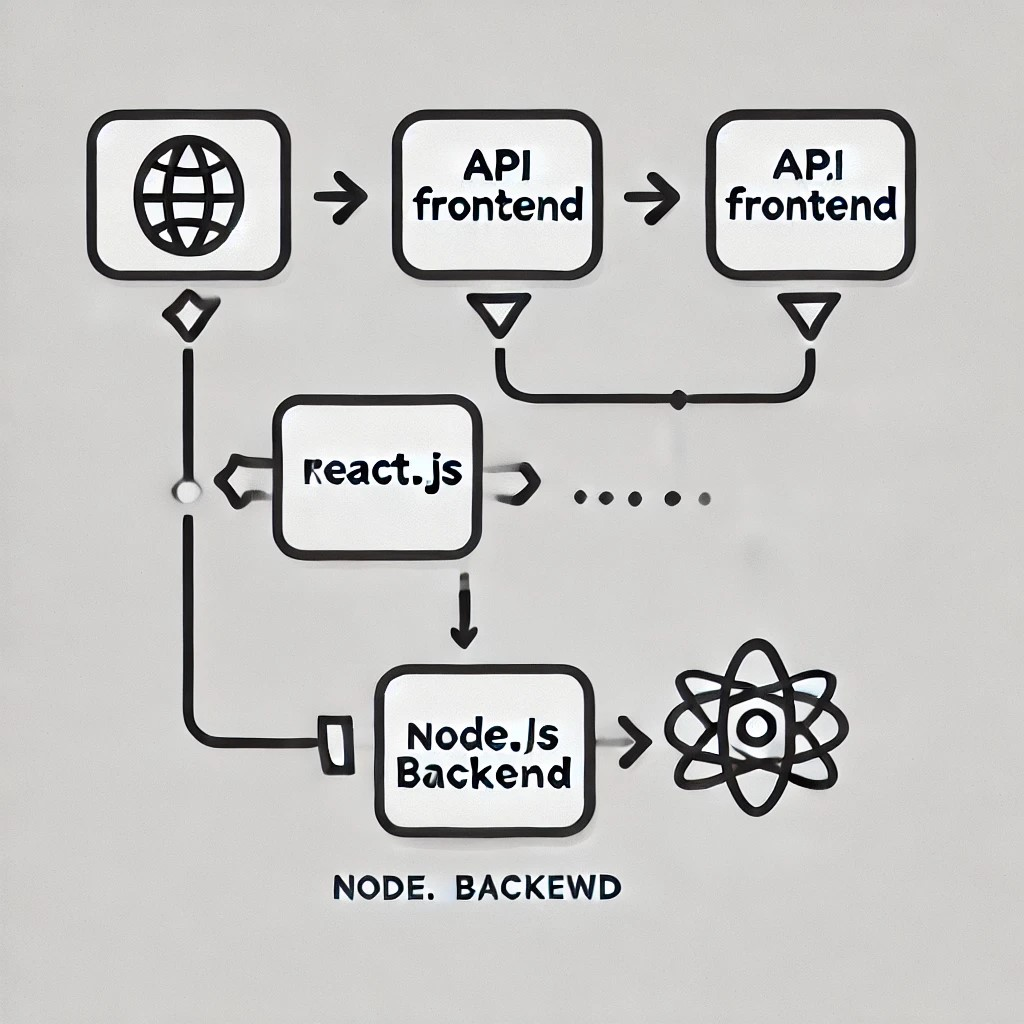 API
frontend
AP.I
frontend
React.js
Node.Js
Backend
NODE. BACKEWD